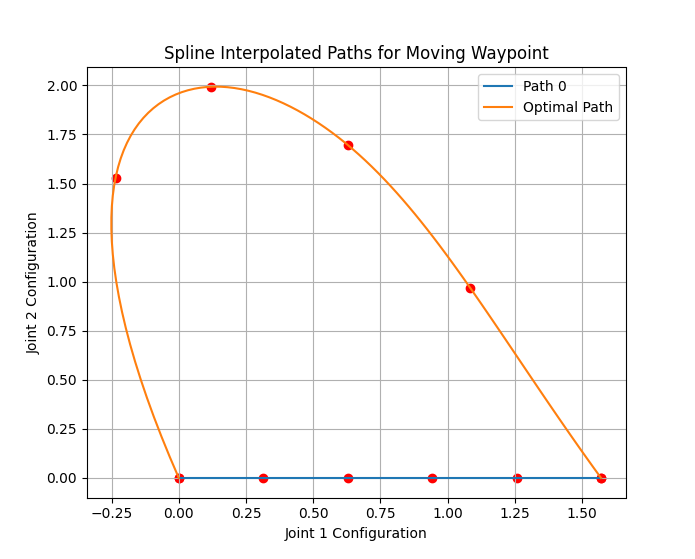 Spline Interpolated Paths for Moving Waypoint
Path 0
Optimal Path
2.00
1.75
1.50
1.25
1.00
0.75
0.50
0.25
0.00
Joint 2 Configuration
−0.25 0.00 0.25 0.50 0.75 1.00 1.25 1.50
Joint 1 Configuration